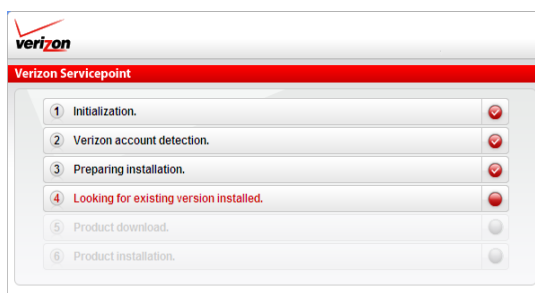 verizon
Verizon Servicepoint
1 Initialization.
2 Verizon account detection.
3 Preparing installation.
4 Looking for existing version installed.
5 Product download.
6 Product installation.